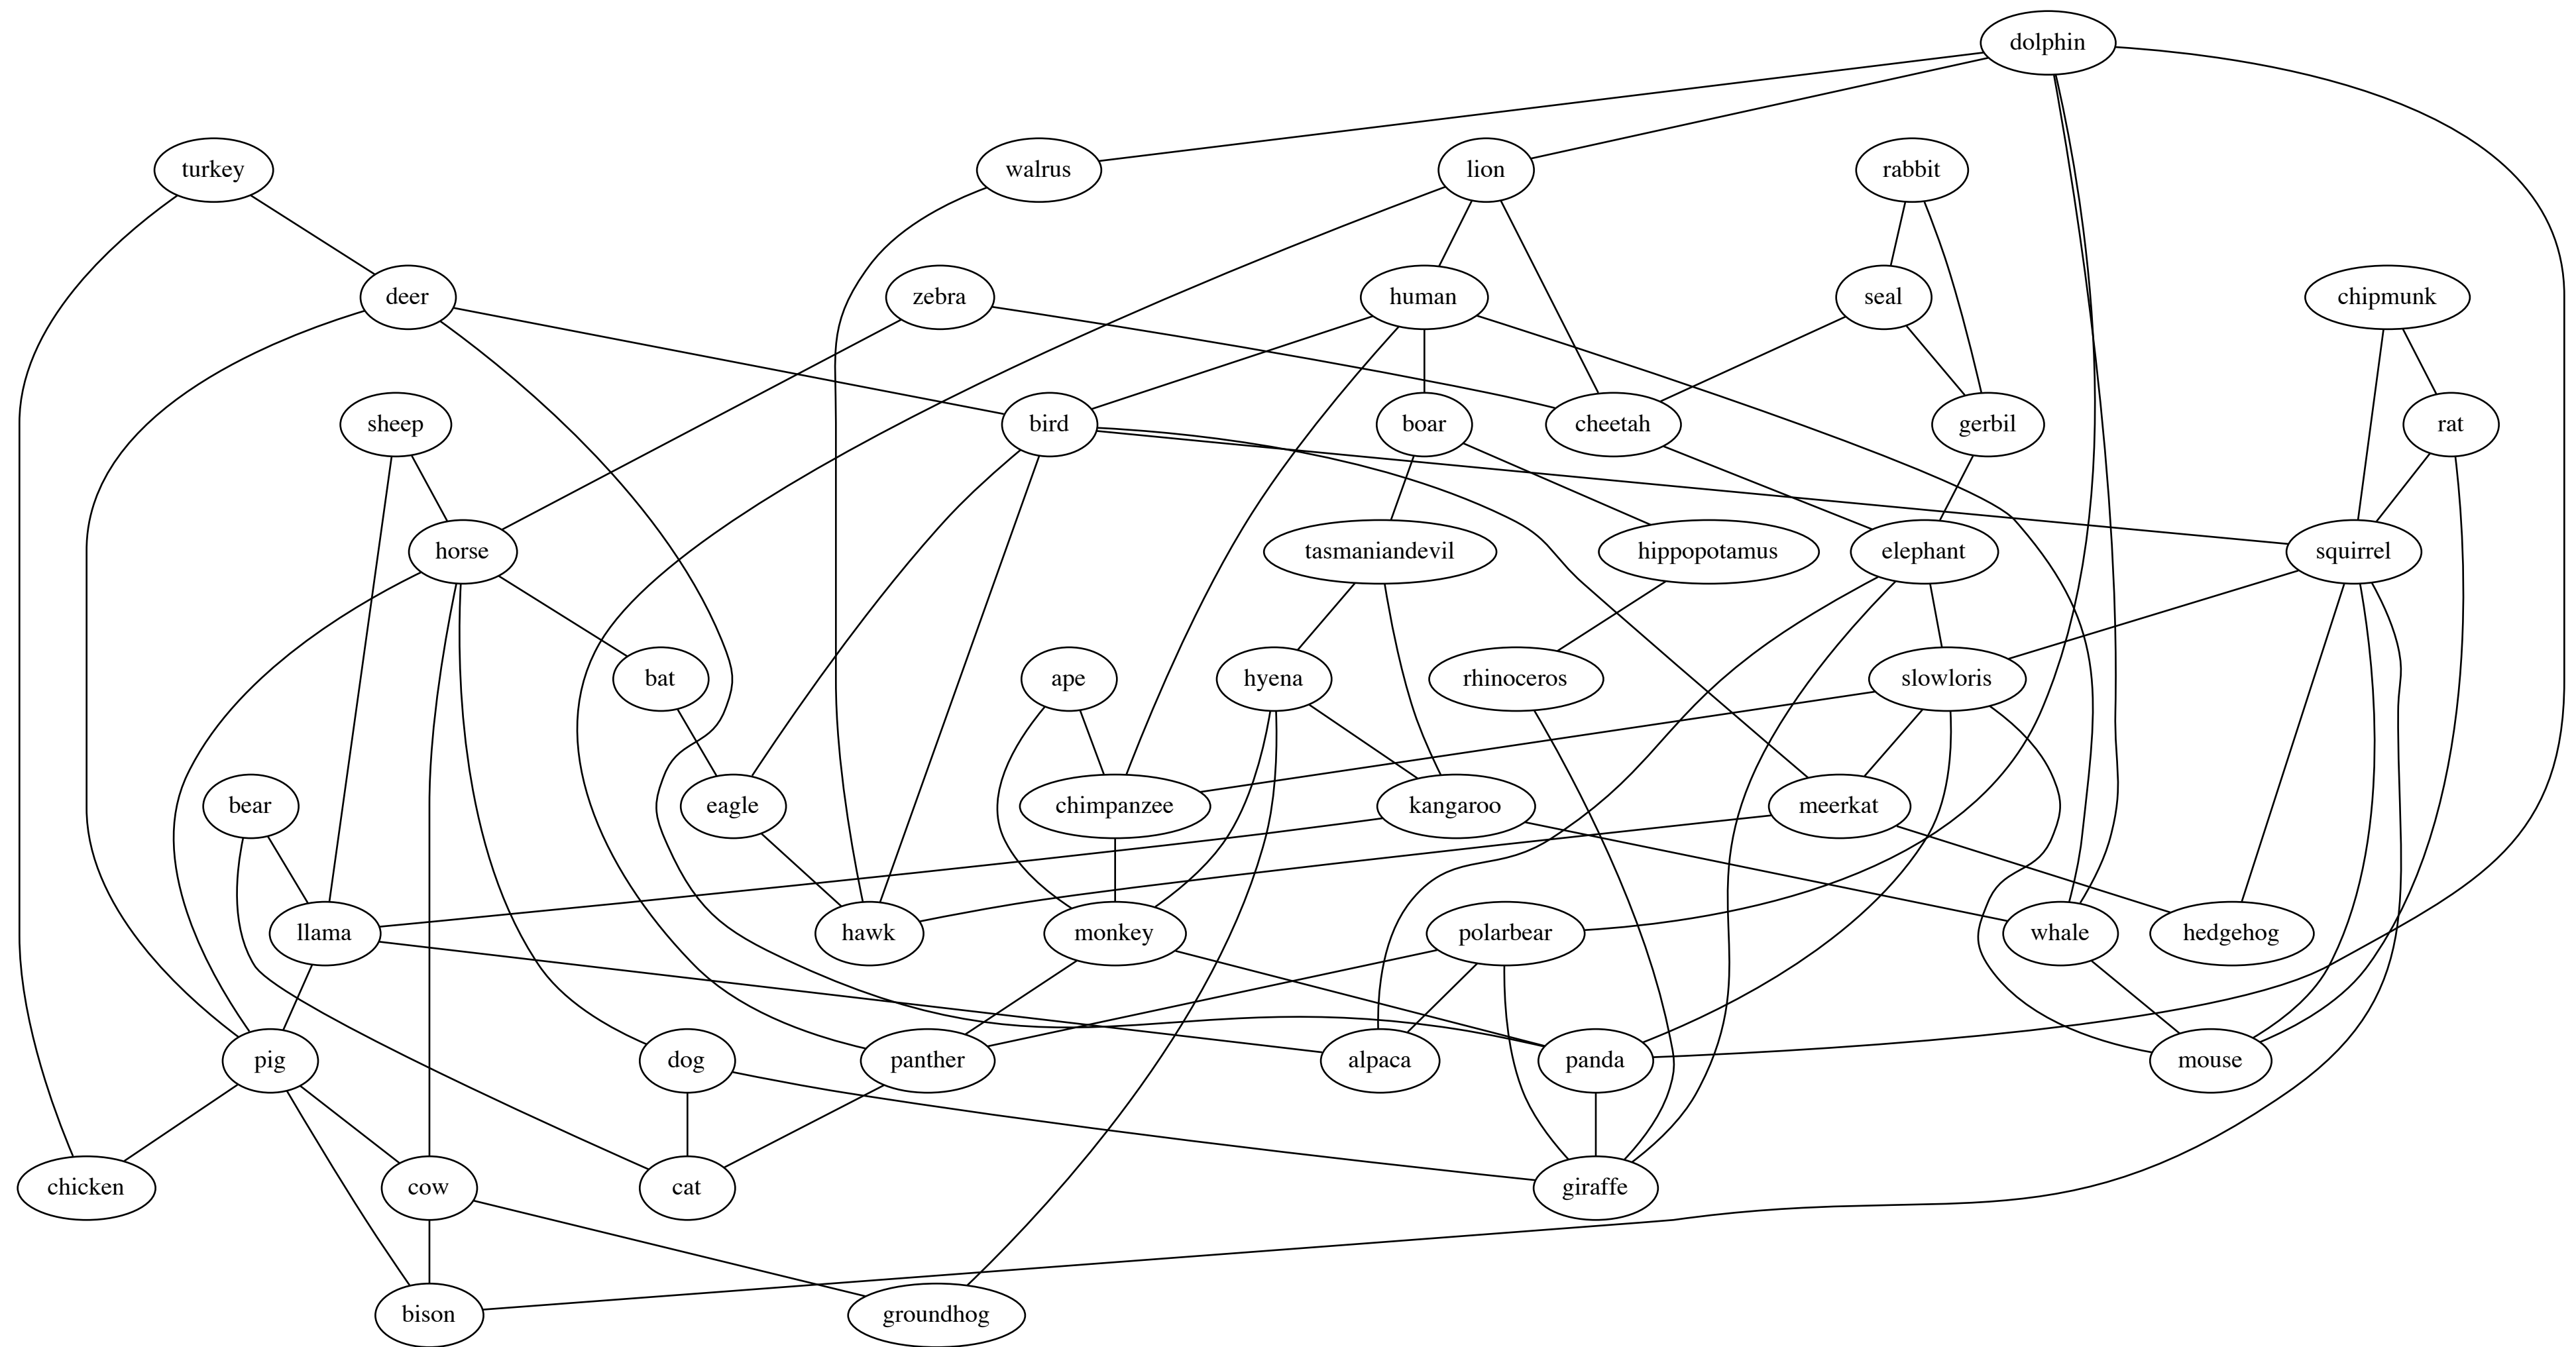 dolphin
turkey
walrus
lion
rabbit
deer
zebra
human
seal
chipmunk
sheep
bird
boar
cheetah
gerbil
rat
horse
tasmaniandevil
hippopotamus
elephant
squirrel
bat
ape
hyena
rhinoceros
slowloris
bear
eagle
chimpanzee
kangaroo
meerkat
llama
hawk
monkey
polarbear
whale
hedgehog
pig
dog
panther
alpaca
panda
mouse
chicken
cow
cat
giraffe
bison
groundhog